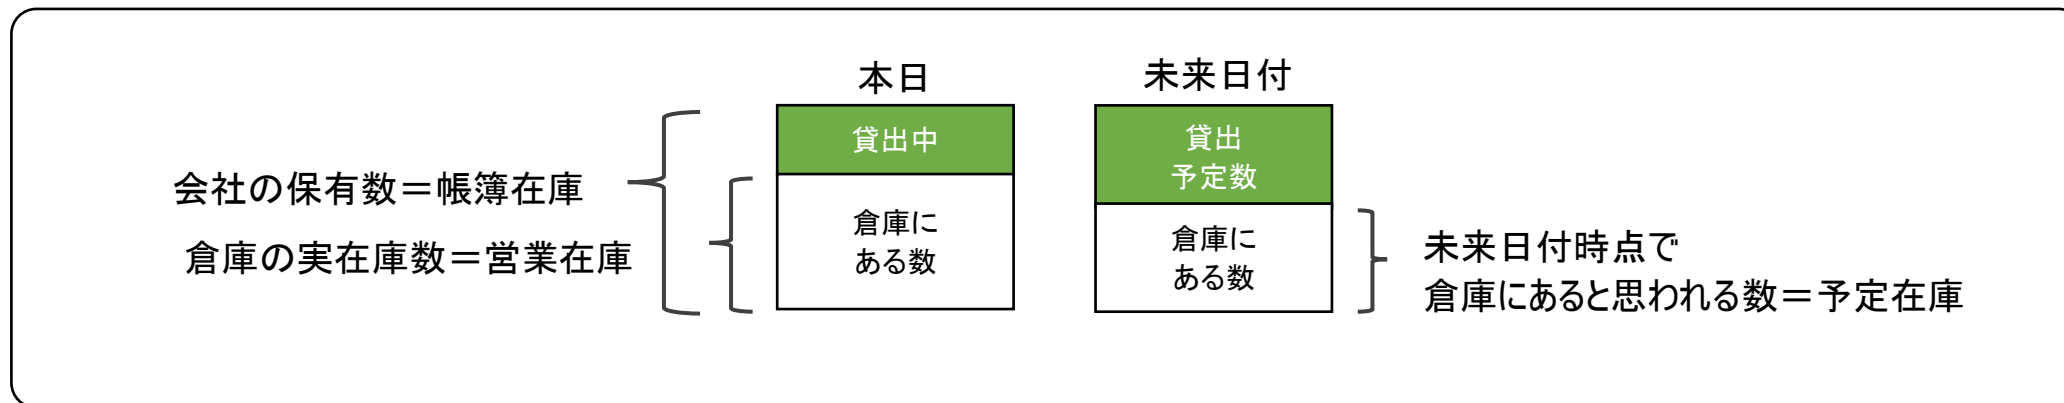 本日
未来日付
貸出中
貸出
予定数
会社の保有数＝帳簿在庫
倉庫の実在庫数＝営業在庫
倉庫に
ある数
倉庫に
ある数
未来日付時点で
倉庫にあると思われる数＝予定在庫